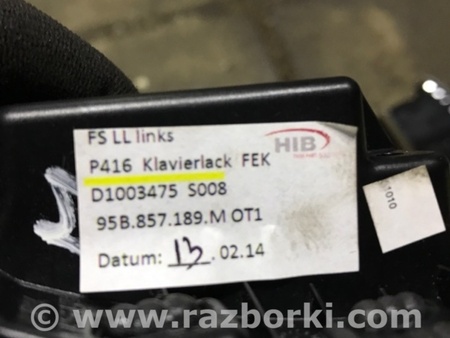 FS LL links
HIB
P416 Klavierlack FEK
D1003475 S008
95B.857.189.M OT1
1010
Datum: 13.02.14
www.razborki.com